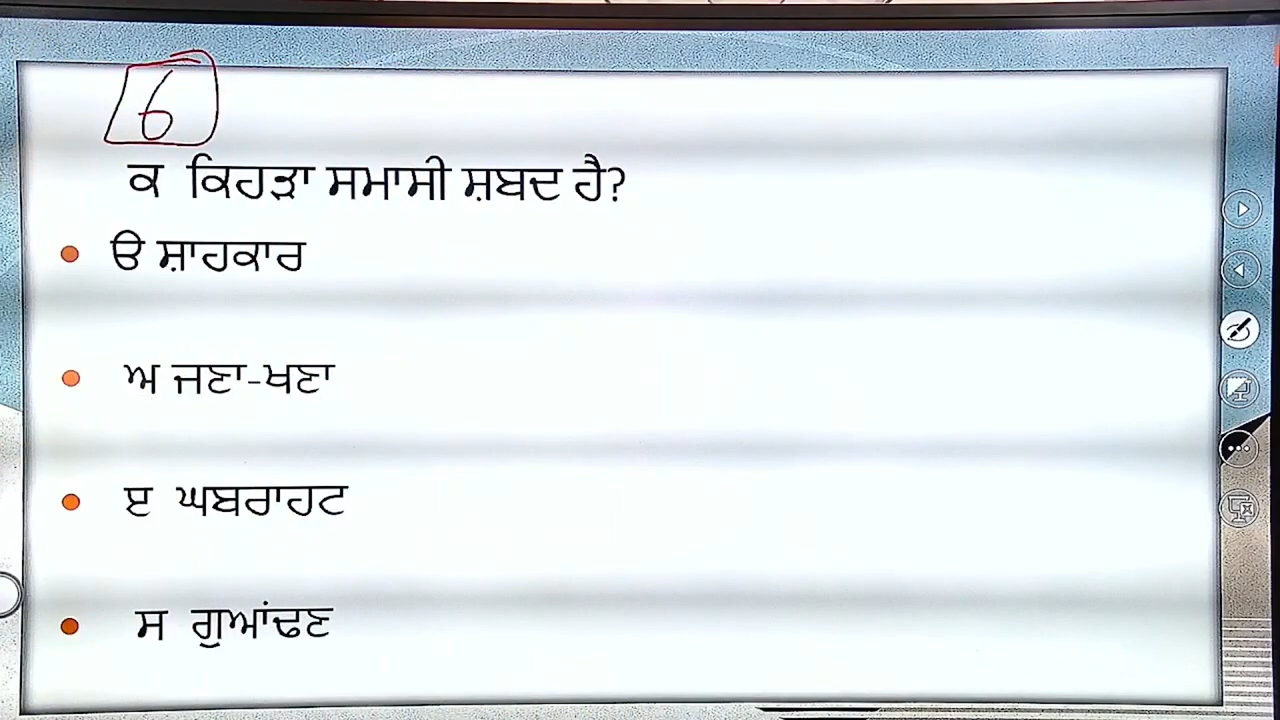 6
ਕ ਕਿਹੜਾ ਸਮਾਸੀ ਸ਼ਬਦ ਹੈ?
ੳ ਸ਼ਾਹਕਾਰ
ਅ ਜਣਾ-ਖਣਾ
ੲ ਘਬਰਾਹਟ
ਸ ਗੁਆਂਢਣ